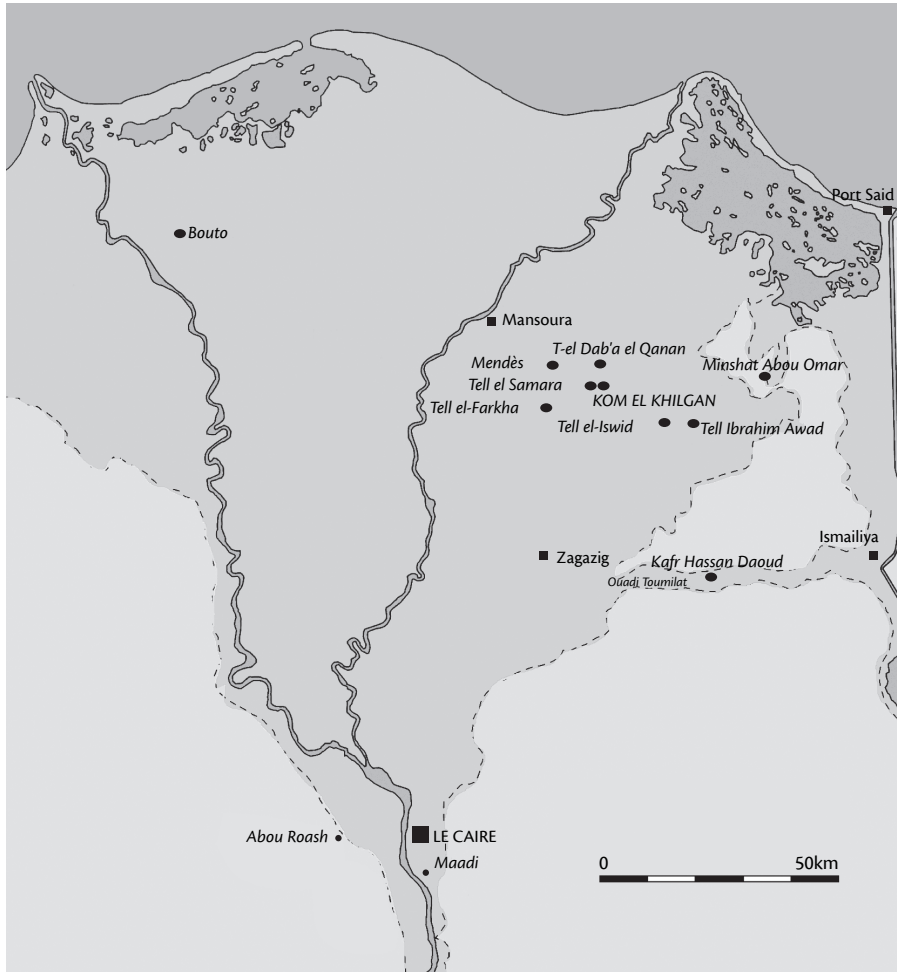 Port Said
Bouto
Mansoura
T-el Dab'a el Qanan
Mendès
Minshat Abou Omar
Tell el Samara
KOM EL KHILGAN
Tell el-Farkha
Tell el-Iswid
Tell Ibrahim Awad
Ismailiya
Zagazig
Kafr Hassan Daoud
Ouadi Toumilat
LE CAIRE
Abou Roash
Maadi
0 50km